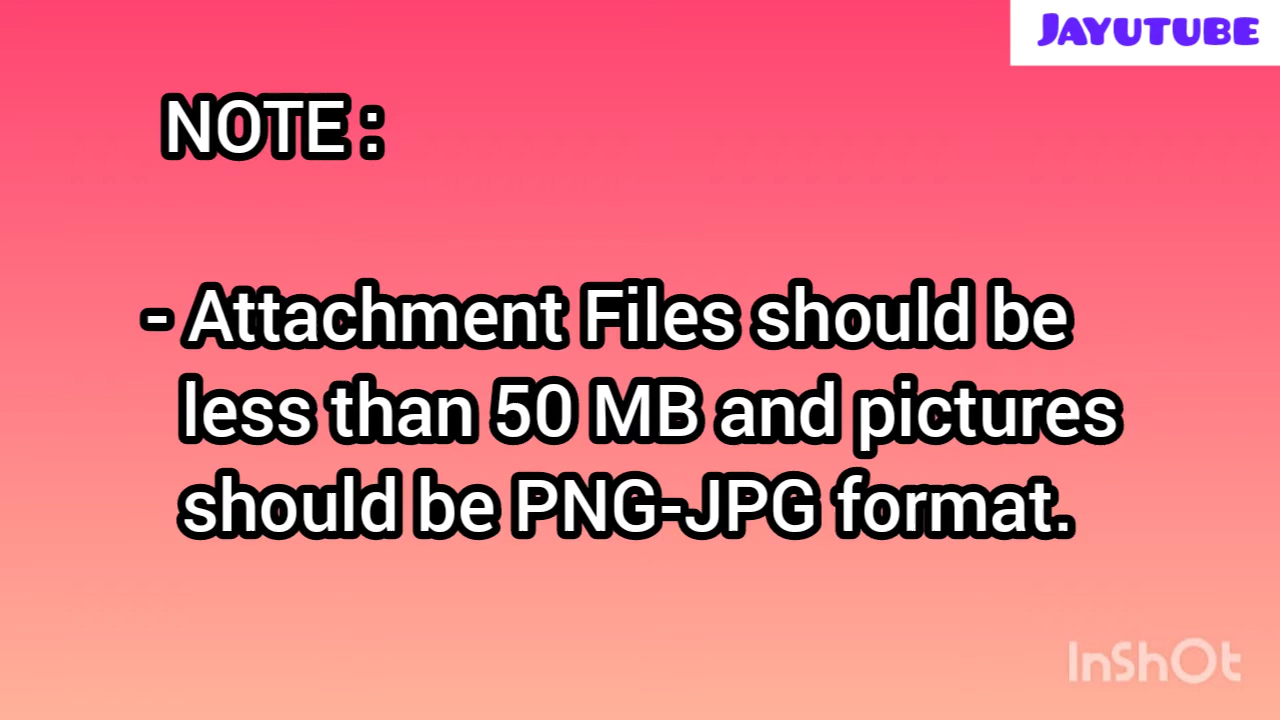 JAYUTUBE
NOTE :
- Attachment Files should be
less than 50 MB and pictures
should be PNG-JPG format.
InShOt